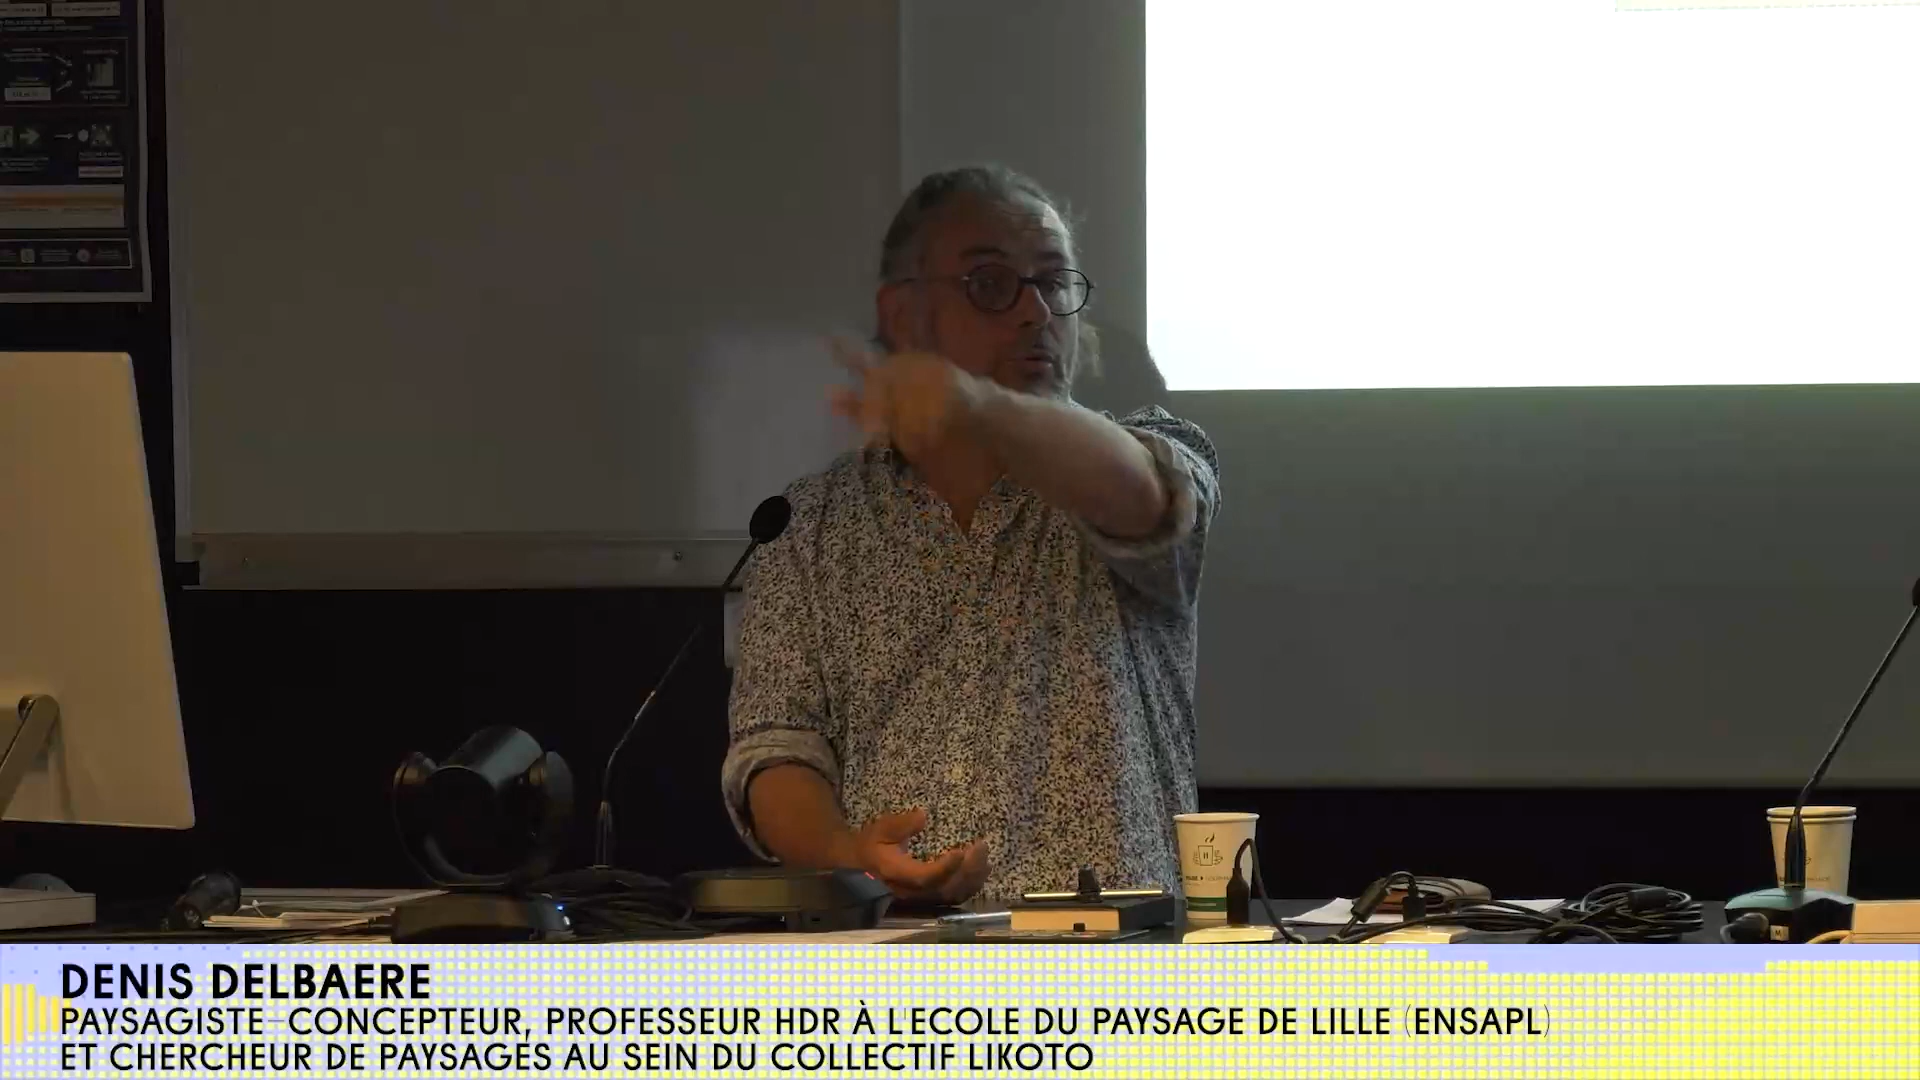 DENIS DELBAERE
PAYSAGISTE-CONCEPTEUR, PROFESSEUR HDR À L'ECOLE DU PAYSAGE DE LILLE (ENSAPL)
ET CHERCHEUR DE PAYSAGES AU SEIN DU COLLECTIF LIKOTO